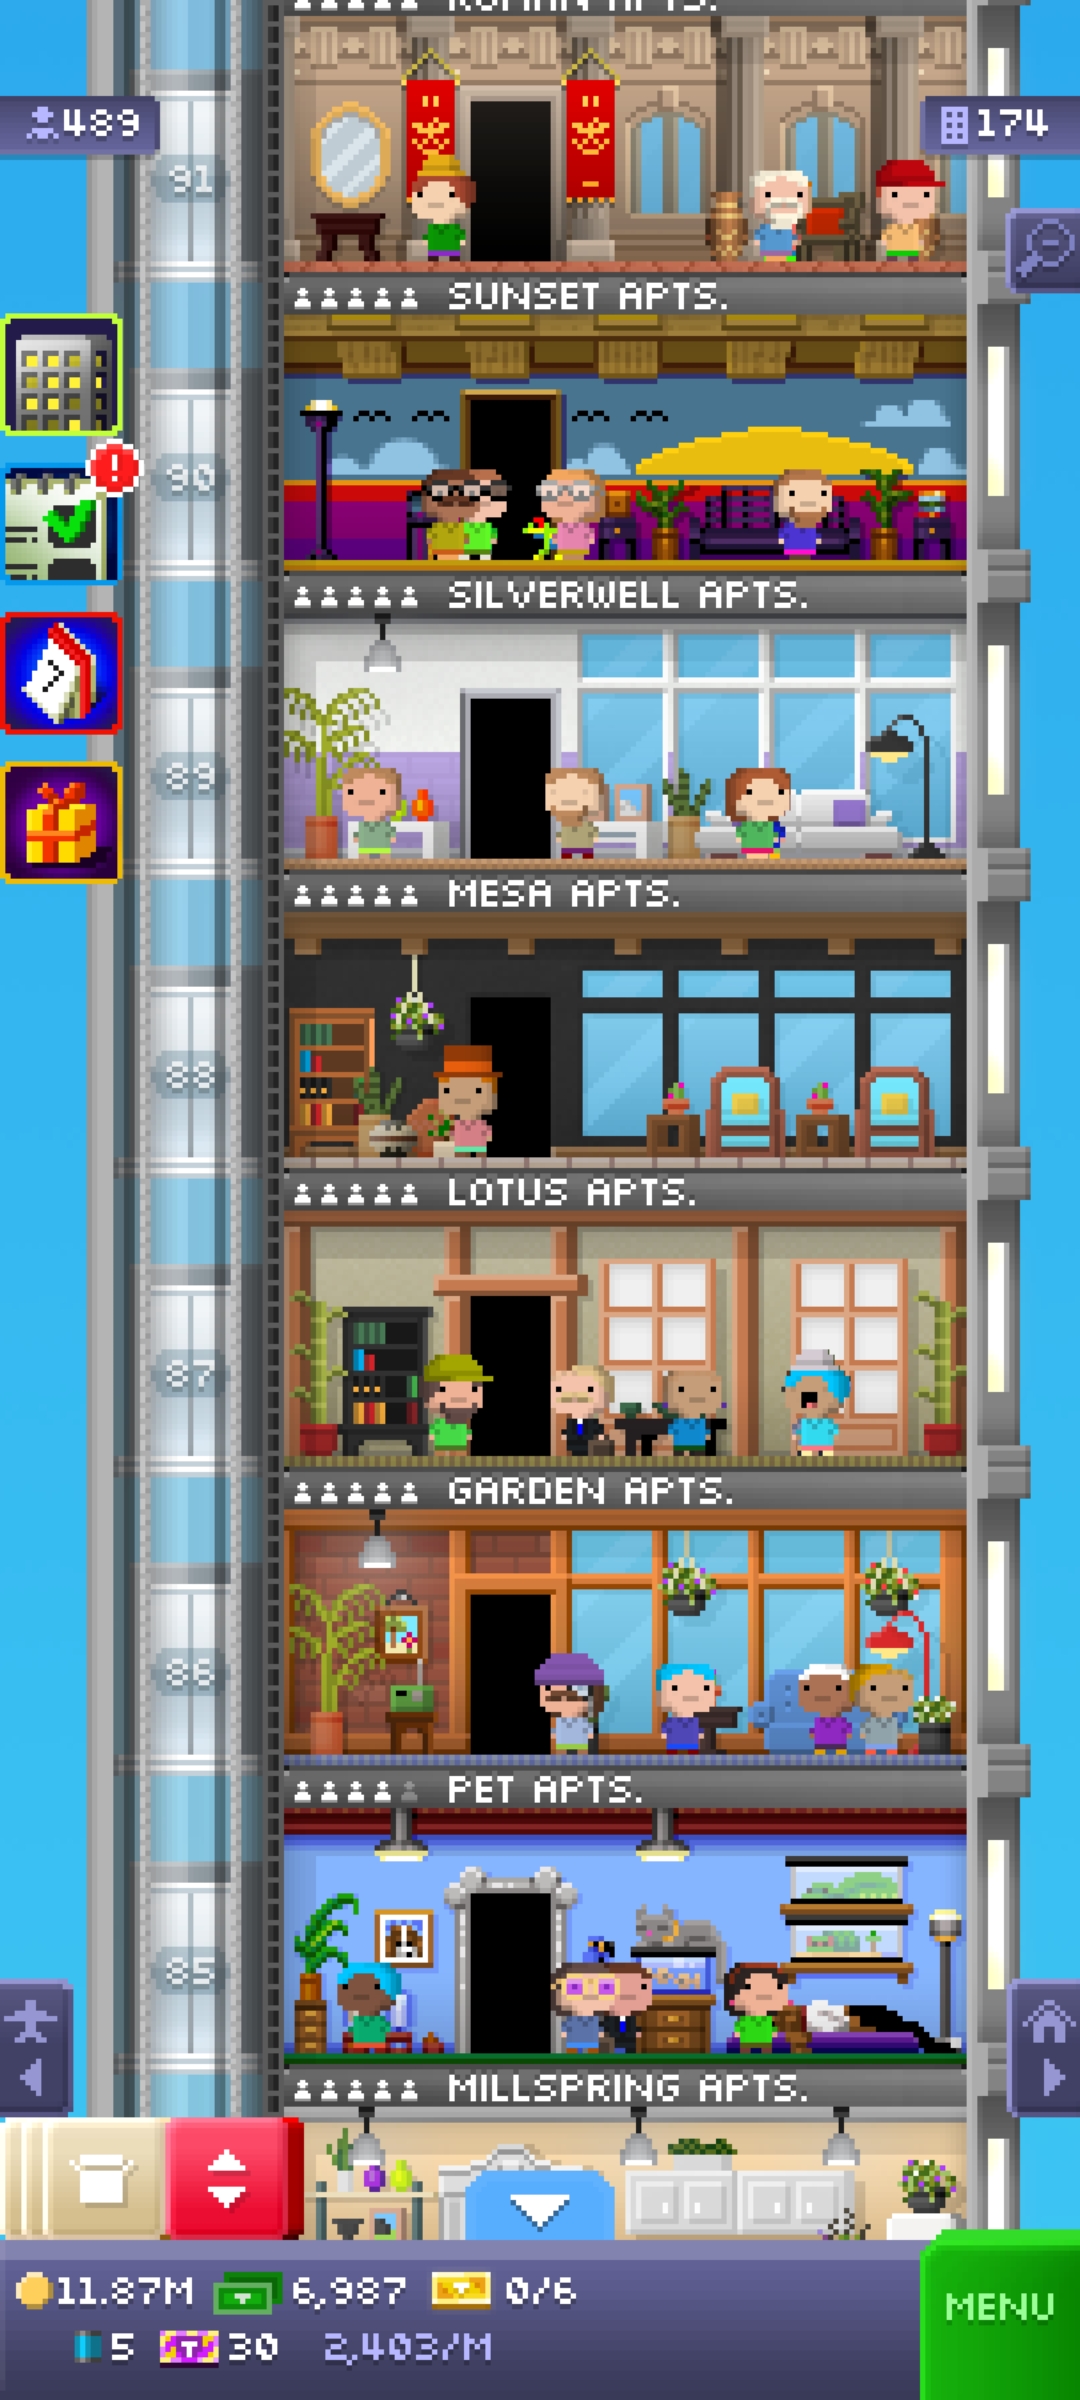 ROMAN APTS.
489
174
91
SUNSET APTS.
90
SILVERWELL APTS.
89
MESA APTS.
88
LOTUS APTS.
87
GARDEN APTS.
86
PET APTS.
85
MILLSPRING APTS.
11.87M 6,987 0/6
MENU
5 30 2,403/M